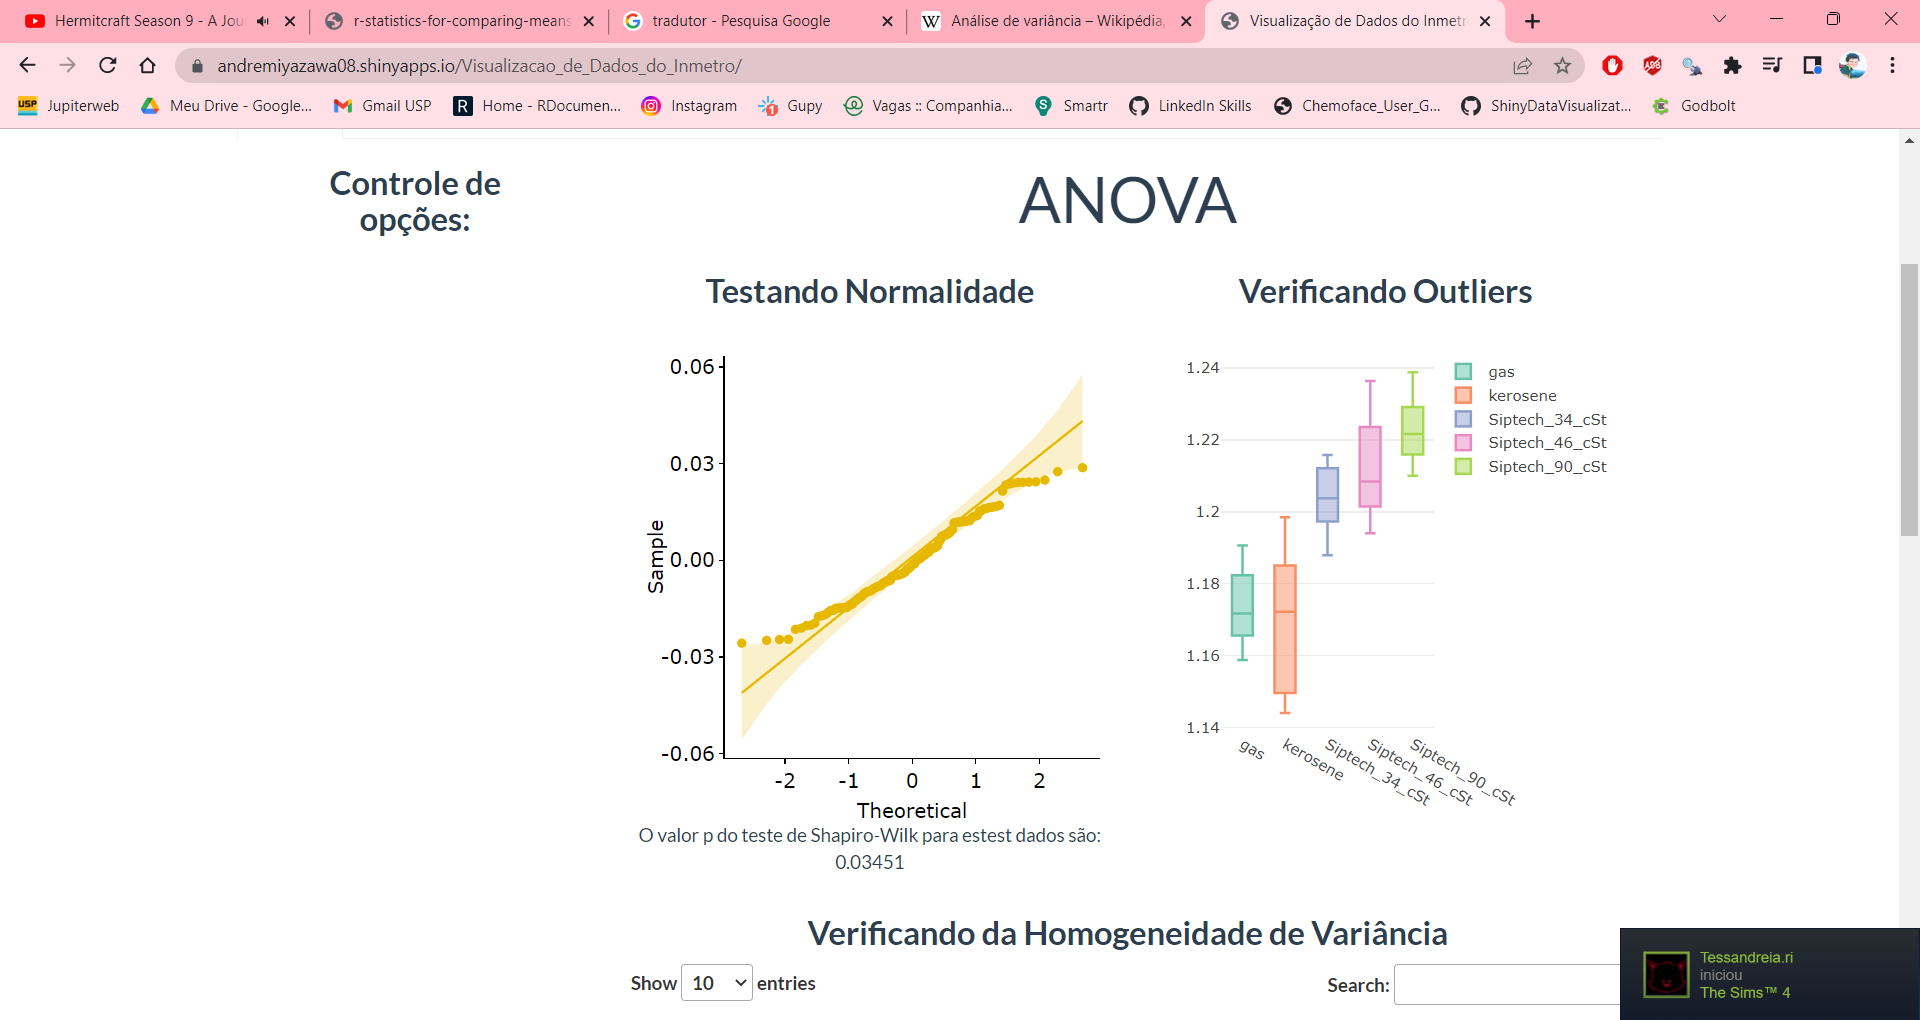 Hermitcraft Season 9 - A Jou
r-statistics-for-comparing-means
tradutor - Pesquisa Google
Análise de variância – Wikipédia,
Visualização de Dados do Inmetr
andremiyazawa08.shinyapps.io/Visualizacao_de_Dados_do_Inmetro/
Jupiterweb
Meu Drive - Google...
Gmail USP
Home - RDocumen...
Instagram
Gupy
Vagas :: Companhia...
Smartr
LinkedIn Skills
Chemoface_User_G...
ShinyDataVisualizat...
Godbolt
Controle de
opções:
ANOVA
Testando Normalidade
Verificando Outliers
0.06
0.03
0.00
-0.03
-0.06
Sample
-2 -1 0 1 2
Theoretical
O valor p do teste de Shapiro-Wilk para estest dados são:
0.03451
1.24
1.22
1.2
1.18
1.16
1.14
gas
kerosene
Siptech_34_cSt
Siptech_46_cSt
Siptech_90_cSt
gas
kerosene
Siptech_34_cSt
Siptech_46_cSt
Siptech_90_cSt
Verificando da Homogeneidade de Variância
Show 10 entries
Search:
Tessandreia.ri
iniciou
The Sims™ 4